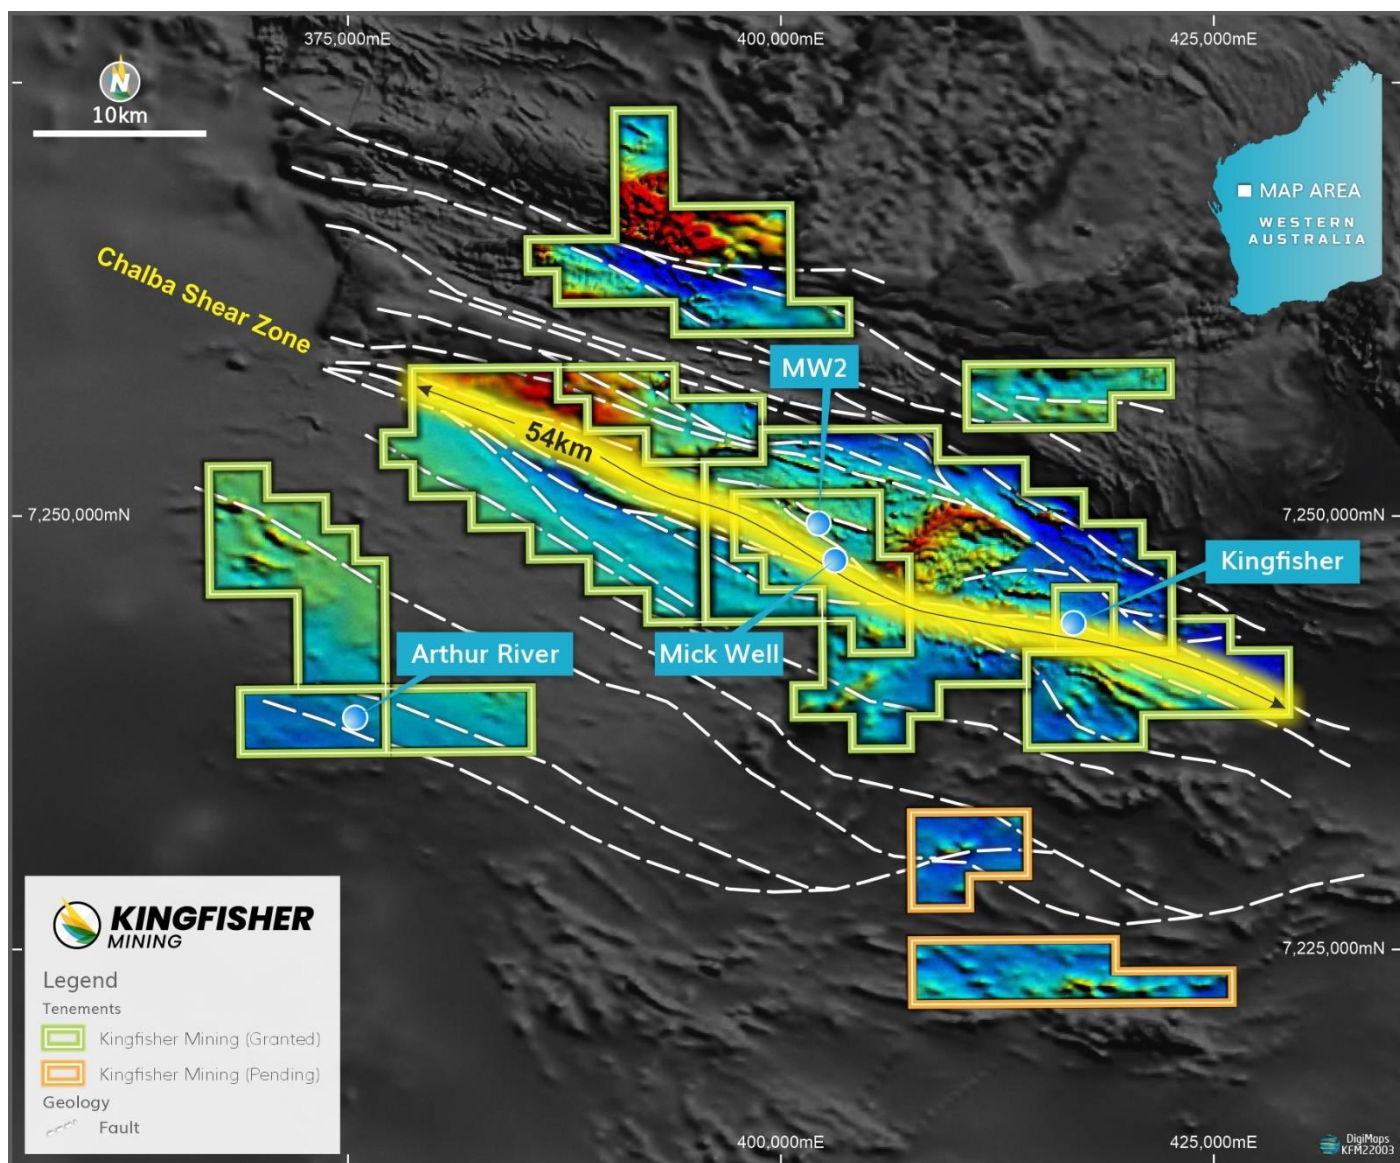 375,000mE
400,000mE
425,000mE
N
10km
MAP AREA
WESTERN
AUSTRALIA
Chalba Shear Zone
MW2
54km
7,250,000mN
7,250,000mN
Kingfisher
Arthur River
Mick Well
KINGFISHER
MINING
Legend
Tenements
Kingfisher Mining (Granted)
Kingfisher Mining (Pending)
Geology
Fault
7,225,000mN
400,000mE
425,000mE
DigiMaps
KFM22003